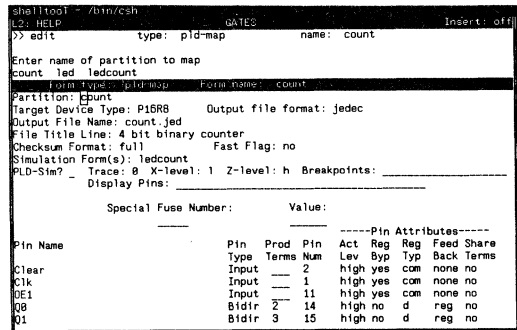 shelltool - /bin/csh
L2: HELP GATES Insert: off
>> edit type: pld-map name: count
Enter name of partition to map
count led ledcount
Form type: pld-map Form name: count
Partition: count
Target Device Type: P16R8 Output file format: jedec
Output File Name: count.jed
File Title Line: 4 bit binary counter
Checksum Format: full Fast Flag: no
Simulation Form(s): ledcount
PLD-Sim? _ Trace: 0 X-level: l Z-level: h Breakpoints: ____________________
Display Pins: ________________________________________
Special Fuse Number: Value:
_____ _____
-----Pin Attributes-----
Pin Prod Pin Act Reg Reg Feed Share
Pin Name Type Terms Num Lev Byp Typ Back Terms
Clear Input ___ 2 high yes com none no
Clk Input ___ 1 high yes com none no
OE1 Input ___ 11 high yes com none no
Q0 Bidir 2 14 high no d reg no
Q1 Bidir 3 15 high no d reg no